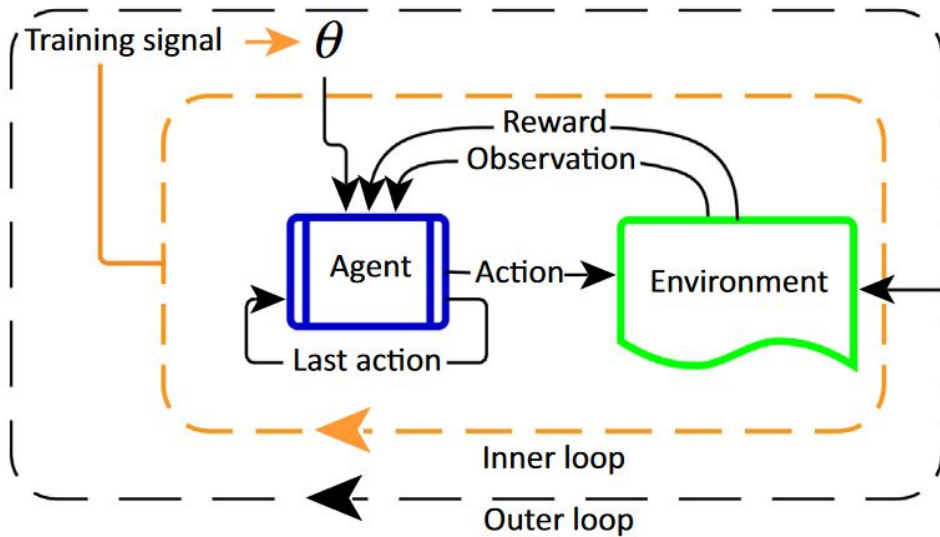 Training signal
θ
Reward
Observation
Agent
Action
Environment
Last action
Inner loop
Outer loop